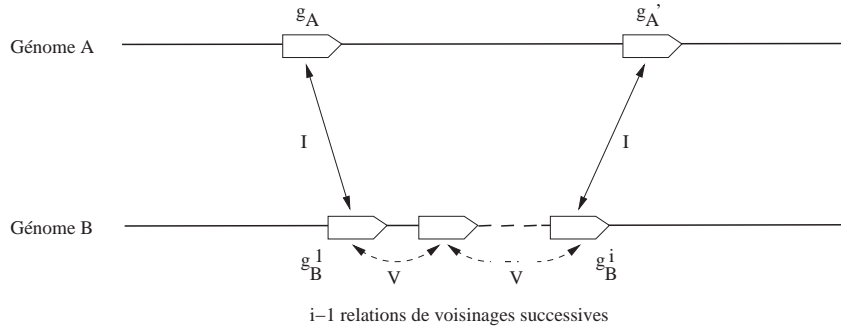 g_A
g_A'
Génome A
I
I
Génome B
g_B^1
g_B^i
V
V
i−1 relations de voisinages successives